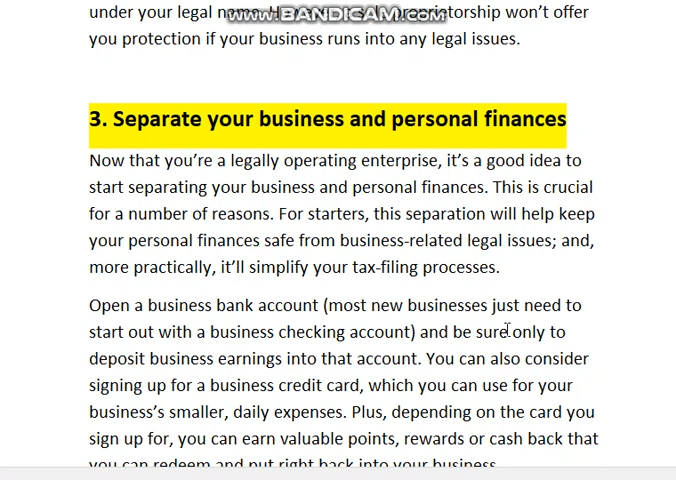 under your legal name. However, a sole proprietorship won't offer
www.BANDICAM.com
you protection if your business runs into any legal issues.
3. Separate your business and personal finances
Now that you're a legally operating enterprise, it's a good idea to
start separating your business and personal finances. This is crucial
for a number of reasons. For starters, this separation will help keep
your personal finances safe from business-related legal issues; and,
more practically, it'll simplify your tax-filing processes.
Open a business bank account (most new businesses just need to
start out with a business checking account) and be sure only to
deposit business earnings into that account. You can also consider
signing up for a business credit card, which you can use for your
business's smaller, daily expenses. Plus, depending on the card you
sign up for, you can earn valuable points, rewards or cash back that
you can redeem and put right back into your business.